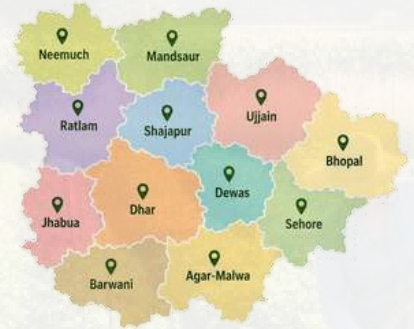 Neemuch
Mandsaur
Ratlam
Shajapur
Ujjain
Bhopal
Jhabua
Dhar
Dewas
Sehore
Barwani
Agar-Malwa